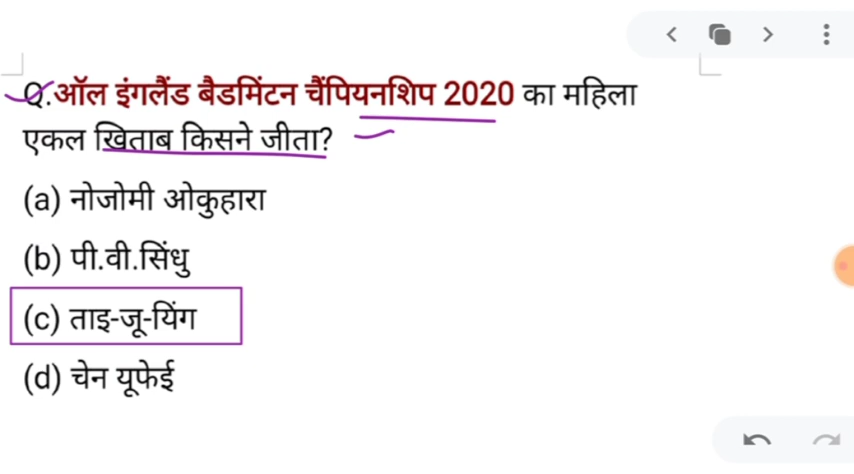 Q.ऑल इंगलैंड बैडमिंटन चैंपियनशिप 2020 का महिला
एकल खिताब किसने जीता?
(a) नोजोमी ओकुहारा
(b) पी.वी.सिंधु
(c) ताइ-जू-यिंग
(d) चेन यूफेई